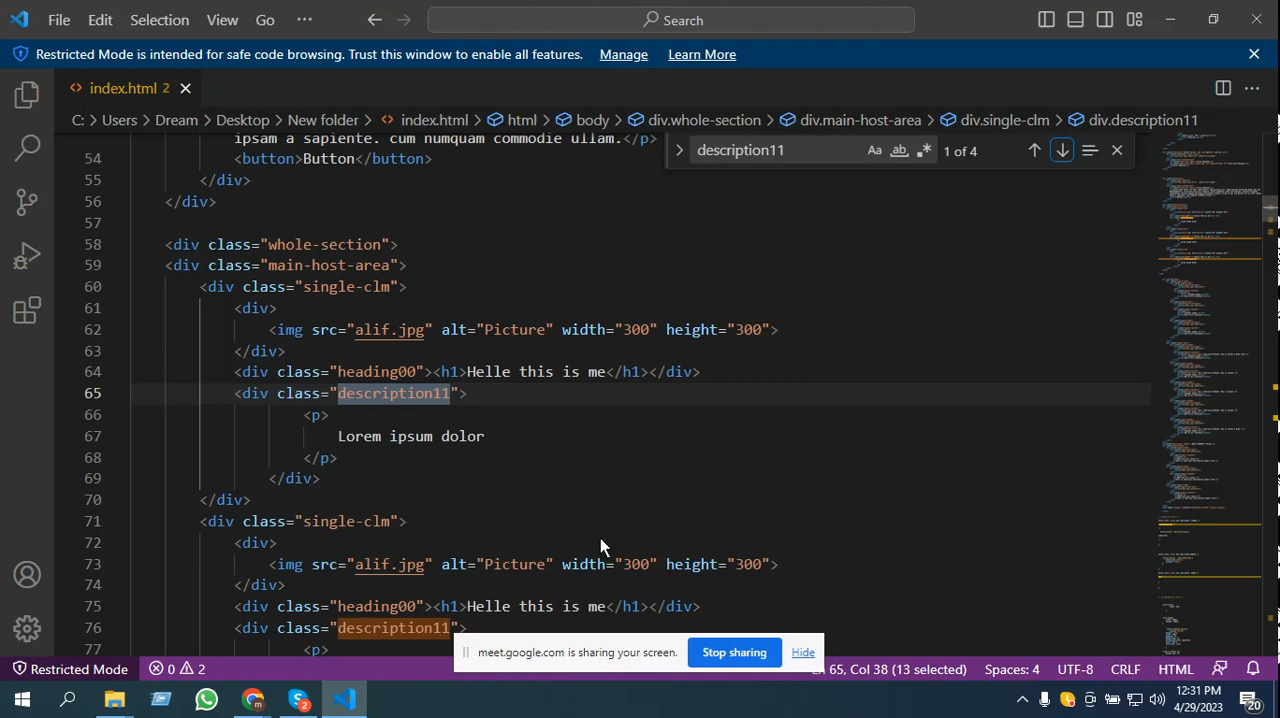 File Edit Selection View Go ··· Search
Restricted Mode is intended for safe code browsing. Trust this window to enable all features. Manage Learn More
index.html 2
C: > Users > Dream > Desktop > New folder > index.html > html > body > div.whole-section > div.main-host-area > div.single-clm > div.description11
description11 Aa ab 1 of 4
ipsam a sapiente. cum numquam commodie ullam.</p>
54 <button>Button</button>
55 </div>
56 </div>
57
58 <div class="whole-section">
59 <div class="main-host-area">
60 <div class="single-clm">
61 <div>
62 <img src="alif.jpg" alt="Picture" width="300" height="300">
63 </div>
64 <div class="heading00"><h1>Helle this is me</h1></div>
65 <div class="description11">
66 <p>
67 Lorem ipsum dolor
68 </p>
69 </div>
70 </div>
71 <div class="single-clm">
72 <div>
73 <img src="alif.jpg" alt="Picture" width="300" height="300">
74 </div>
75 <div class="heading00"><h1>Helle this is me</h1></div>
76 <div class="description11">
<p>
meet.google.com is sharing your screen. Stop sharing Hide
Restricted Mode 0 2 Ln 65, Col 38 (13 selected) Spaces: 4 UTF-8 CRLF HTML
12:31 PM
4/29/2023
20